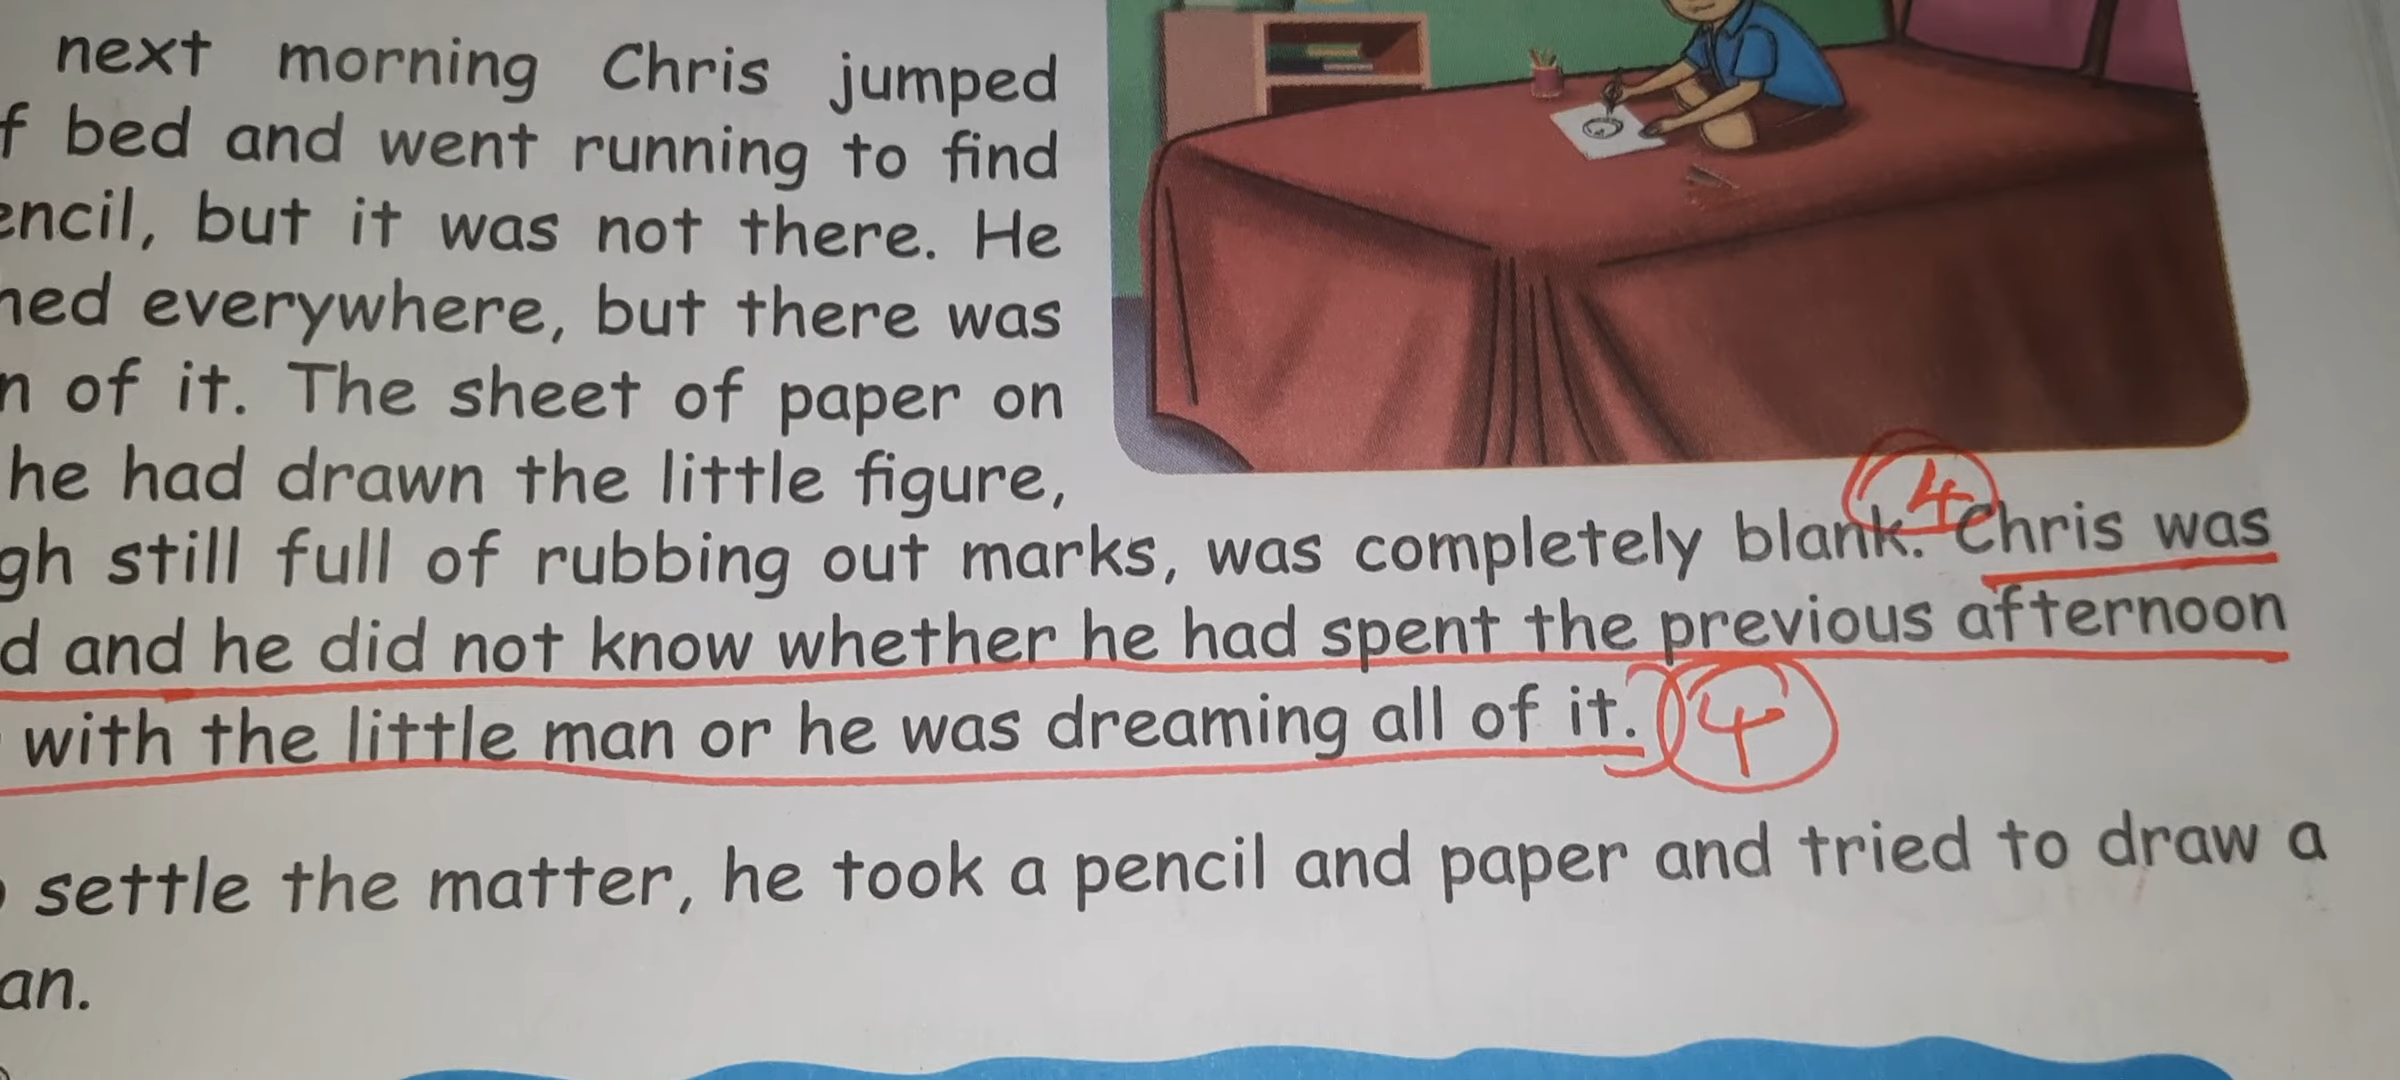 next morning Chris jumped
f bed and went running to find
encil, but it was not there. He
hed everywhere, but there was
n of it. The sheet of paper on
he had drawn the little figure,
gh still full of rubbing out marks, was completely blank. 4 Chris was
d and he did not know whether he had spent the previous afternoon
with the little man or he was dreaming all of it. 4
settle the matter, he took a pencil and paper and tried to draw a
an.